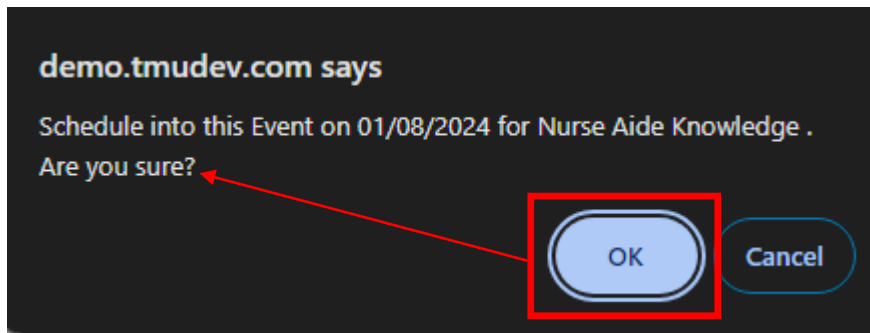 demo.tmudev.com says
Schedule into this Event on 01/08/2024 for Nurse Aide Knowledge .
Are you sure?
OK Cancel